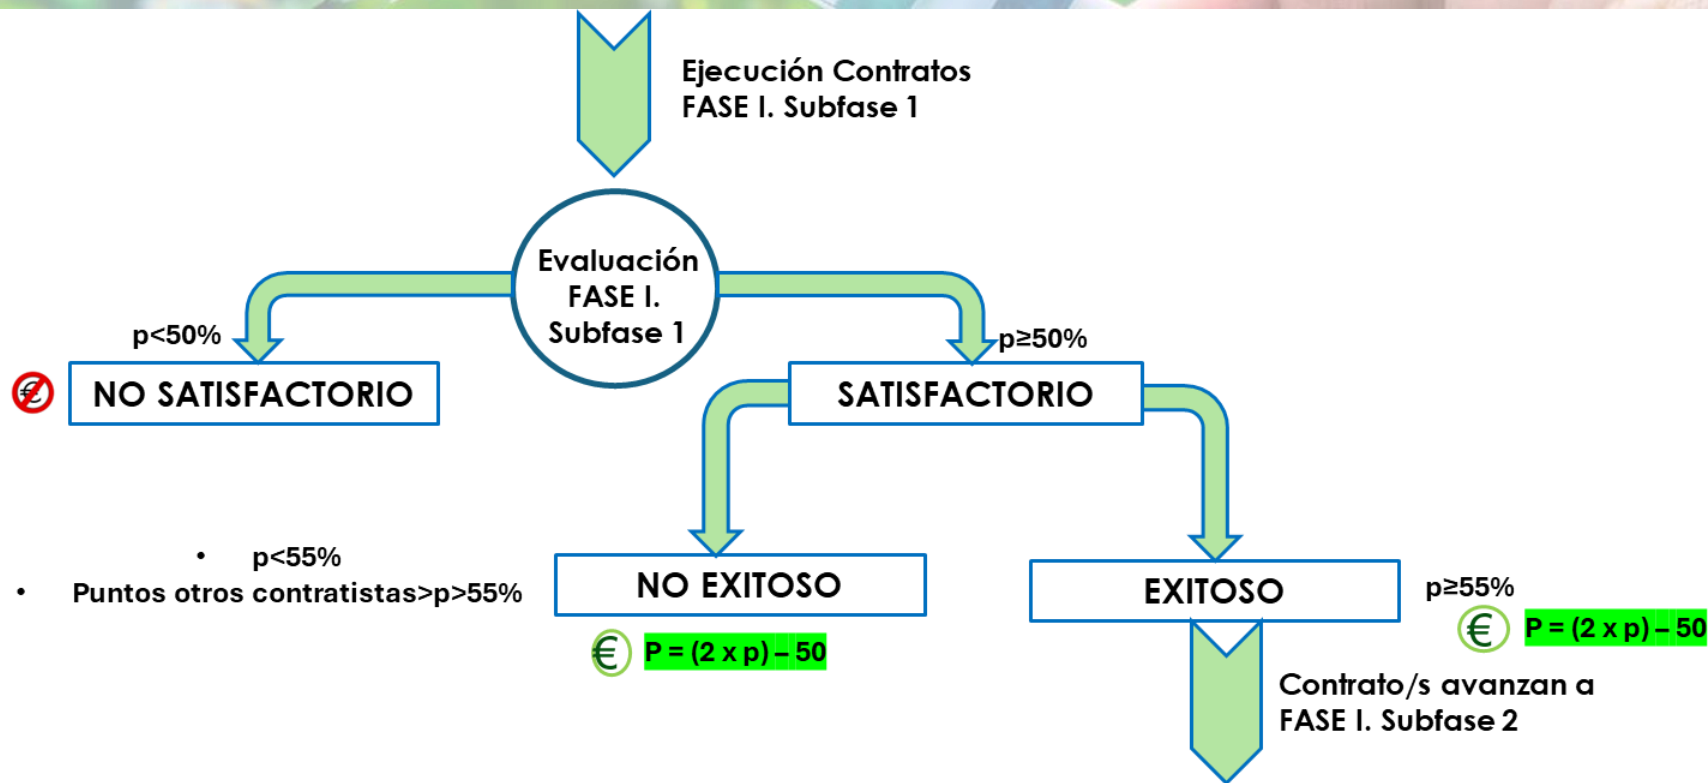 Ejecución Contratos
FASE I. Subfase 1
Evaluación
FASE I.
Subfase 1
p<50%
p≥50%
€
NO SATISFACTORIO
SATISFACTORIO
• p<55%
• Puntos otros contratistas>p>55%
NO EXITOSO
EXITOSO
p≥55%
€ P = (2 x p) – 50
€ P = (2 x p) – 50
Contrato/s avanzan a
FASE I. Subfase 2